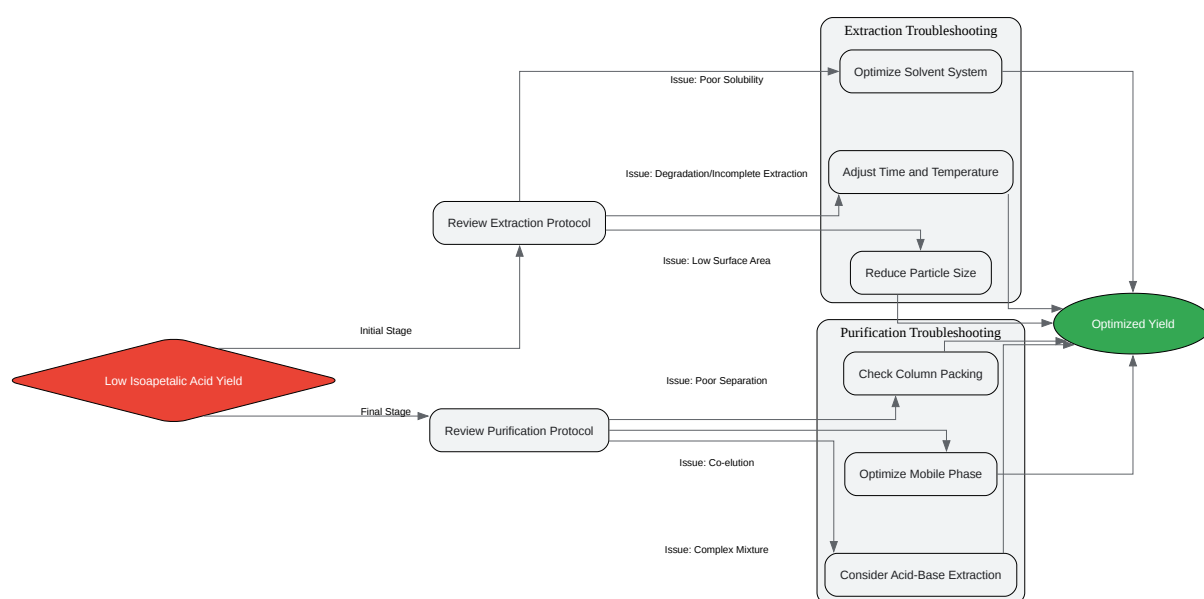 Extraction Troubleshooting
Optimize Solvent System
Issue: Poor Solubility
Adjust Time and Temperature
Issue: Degradation/Incomplete Extraction
Review Extraction Protocol
Issue: Low Surface Area
Reduce Particle Size
Initial Stage
Optimized Yield
Purification Troubleshooting
Low Isoapetalic Acid Yield
Issue: Poor Separation
Check Column Packing
Final Stage
Review Purification Protocol
Issue: Co-elution
Optimize Mobile Phase
Issue: Complex Mixture
Consider Acid-Base Extraction